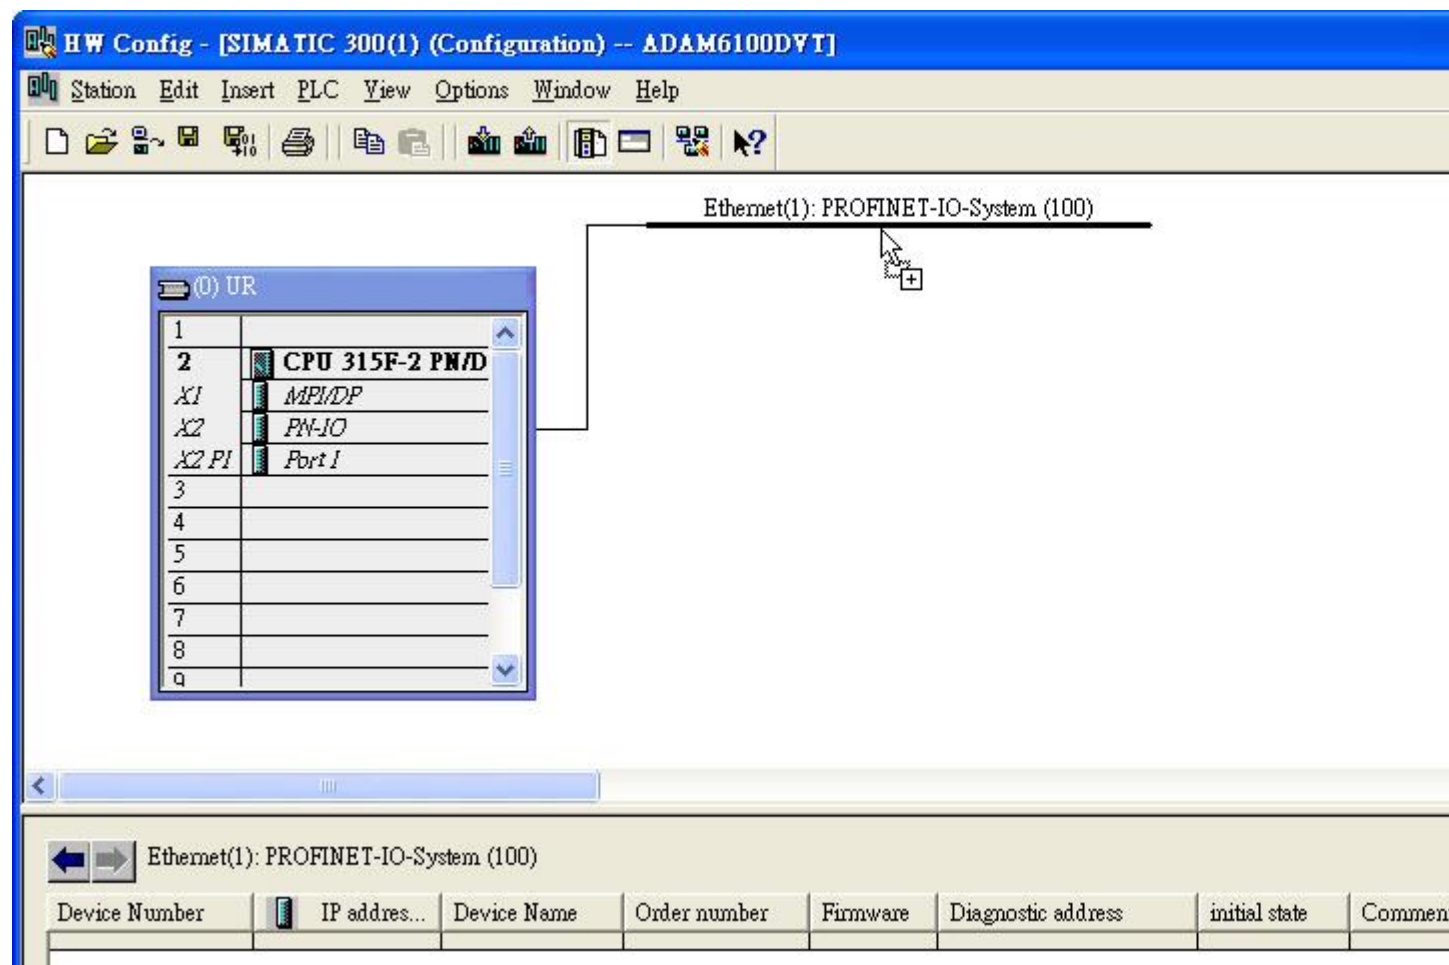 HW Config - [SIMATIC 300(1) (Configuration) -- ADAM6100DVT]
Station Edit Insert PLC View Options Window Help
Ethernet(1): PROFINET-IO-System (100)
(0) UR
1
2 CPU 315F-2 PN/D
X1 MPI/DP
X2 PN-IO
X2 P1 Port 1
3
4
5
6
7
8
9
Ethernet(1): PROFINET-IO-System (100)
Device Number IP addres... Device Name Order number Firmware Diagnostic address initial state Commen